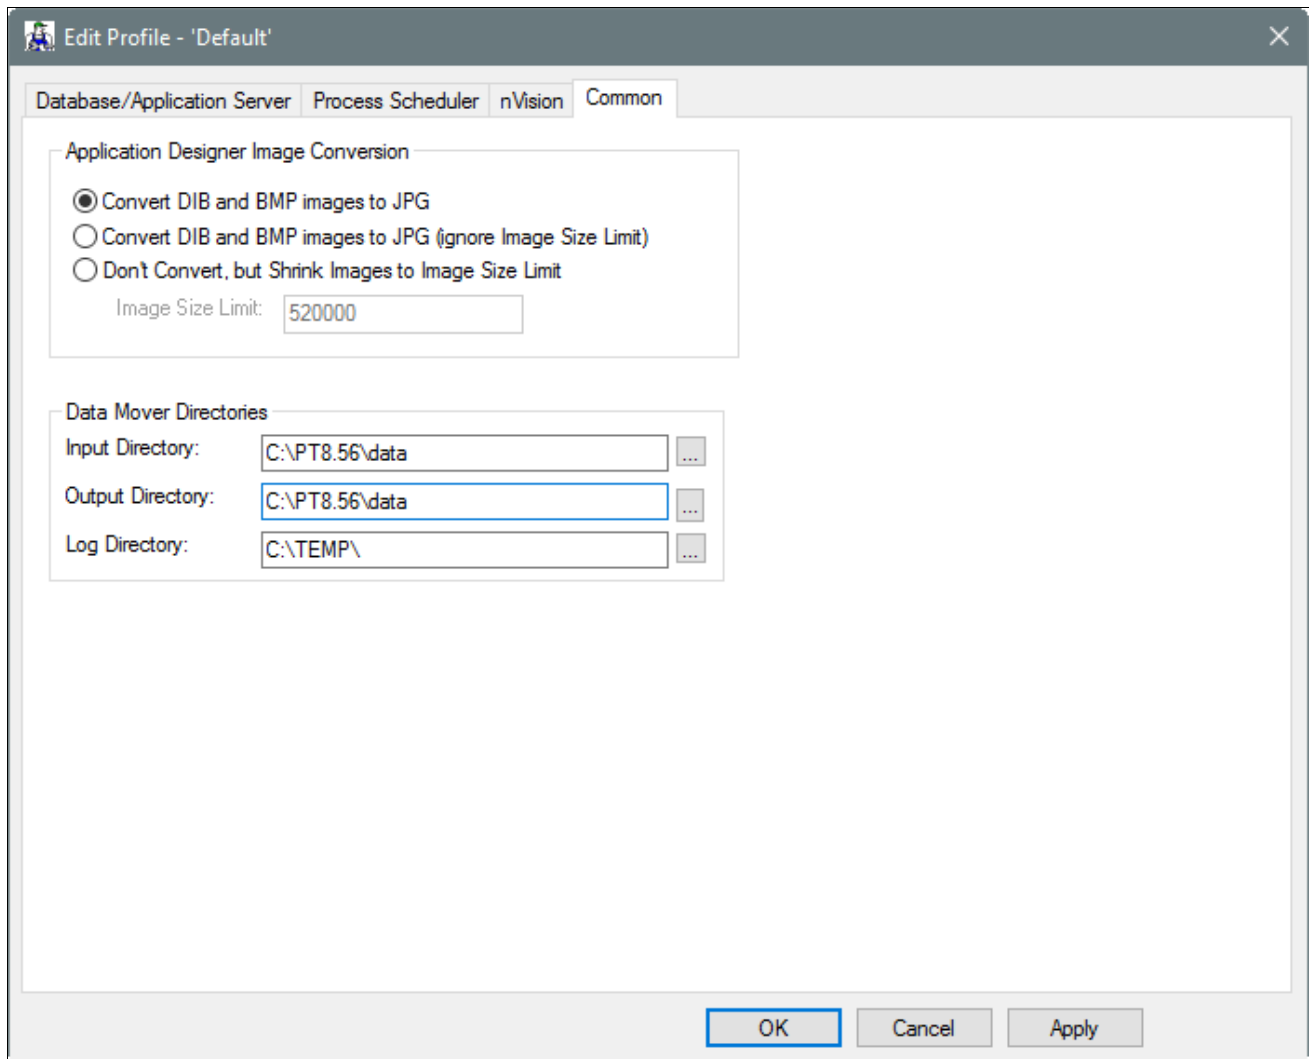 Edit Profile - 'Default'
Database/Application Server Process Scheduler nVision Common
Application Designer Image Conversion
Convert DIB and BMP images to JPG
Convert DIB and BMP images to JPG (ignore Image Size Limit)
Don't Convert, but Shrink Images to Image Size Limit
Image Size Limit: 520000
Data Mover Directories
Input Directory: C:\PT8.56\data ...
Output Directory: C:\PT8.56\data ...
Log Directory: C:\TEMP\ ...
OK Cancel Apply